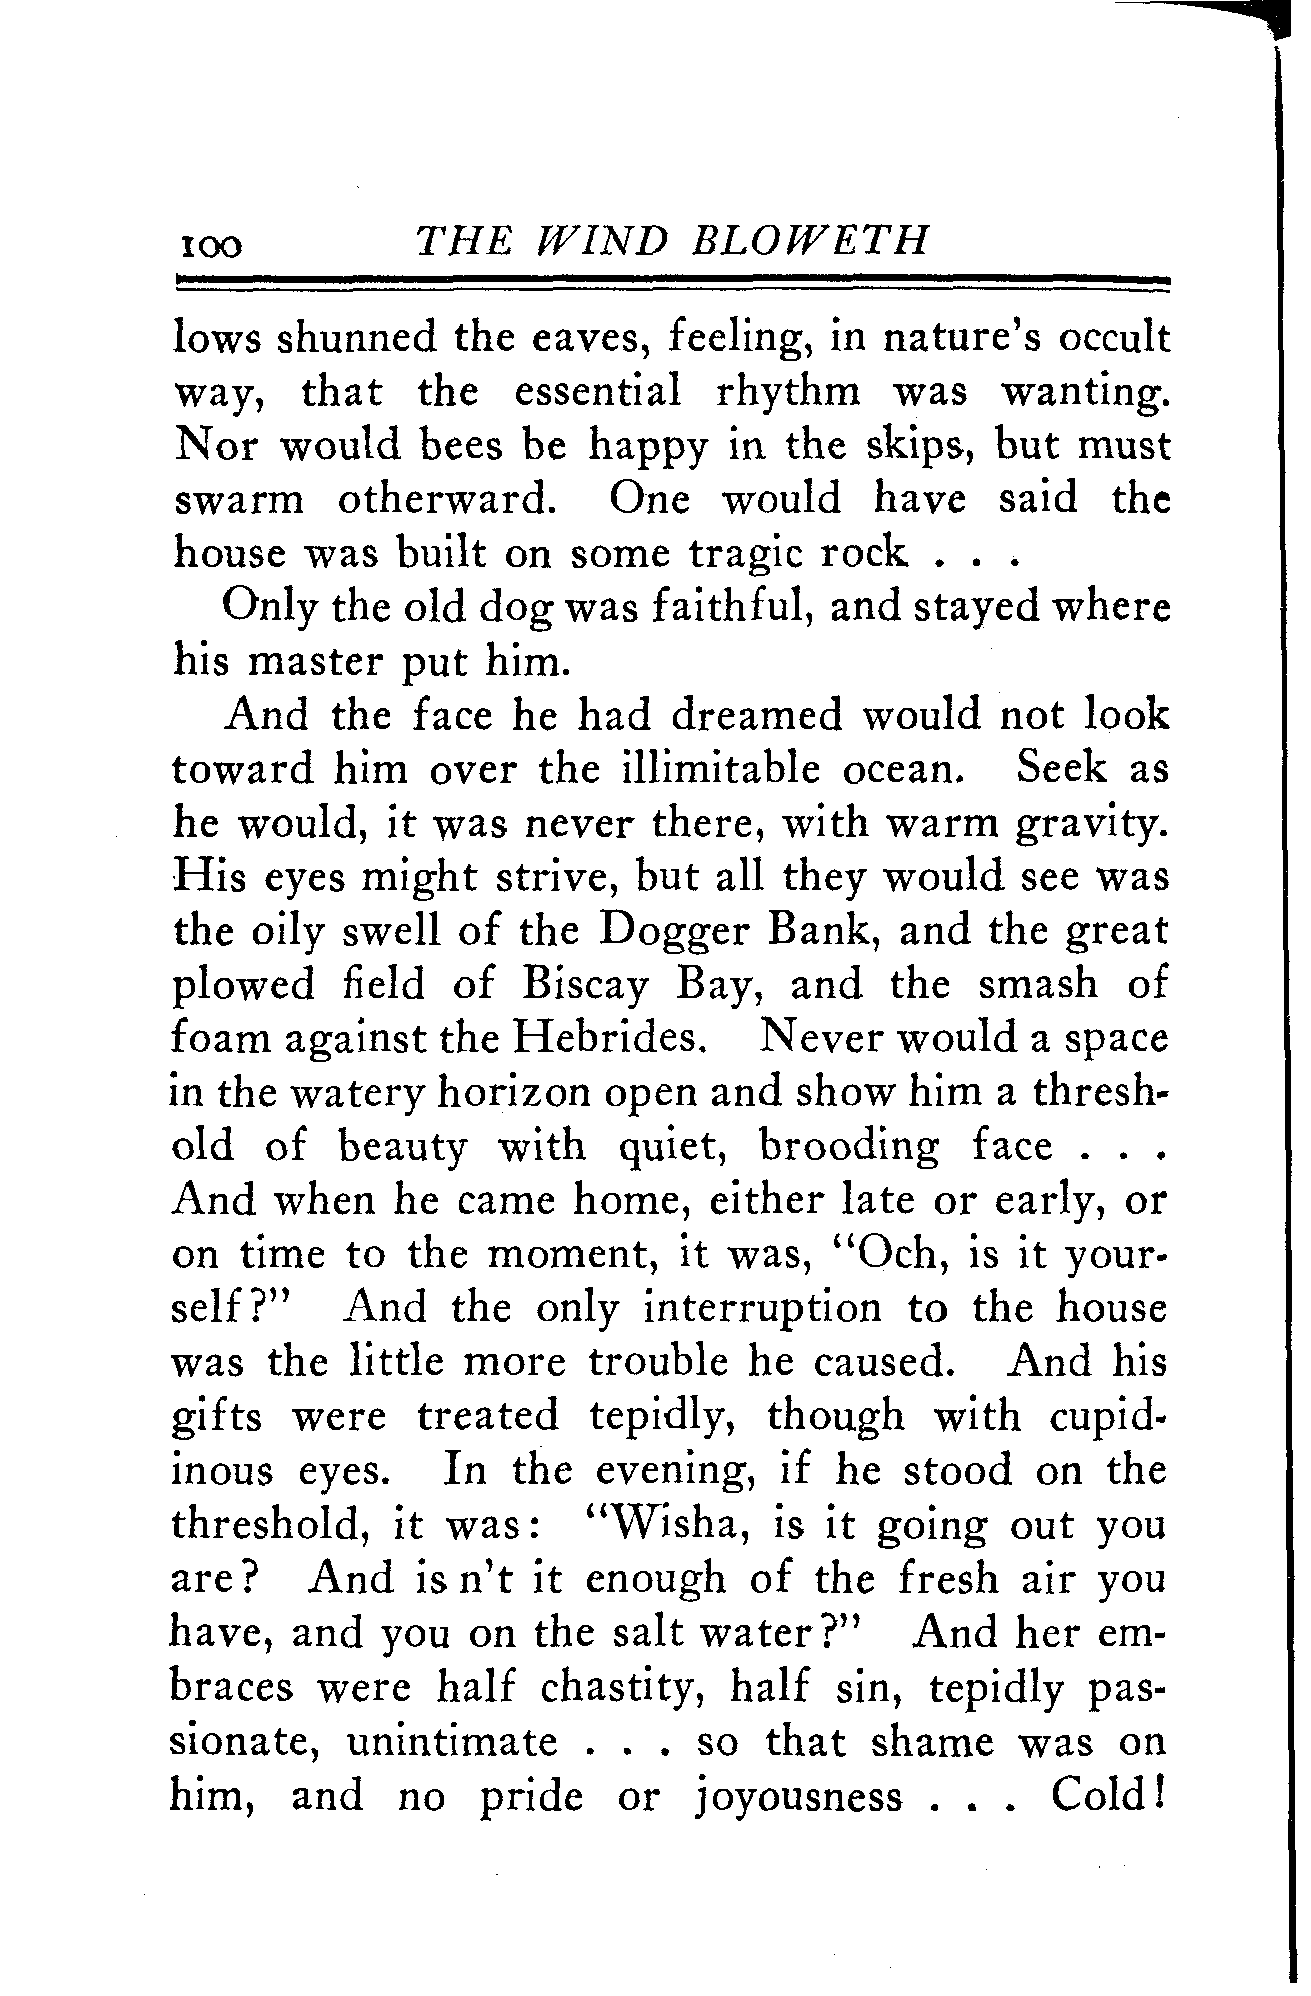 100 THE WIND BLOWETH
lows shunned the eaves, feeling, in nature's occult
way, that the essential rhythm was wanting.
Nor would bees be happy in the skips, but must
swarm otherward. One would have said the
house was built on some tragic rock . . .
Only the old dog was faithful, and stayed where
his master put him.
And the face he had dreamed would not look
toward him over the illimitable ocean. Seek as
he would, it was never there, with warm gravity.
His eyes might strive, but all they would see was
the oily swell of the Dogger Bank, and the great
plowed field of Biscay Bay, and the smash of
foam against the Hebrides. Never would a space
in the watery horizon open and show him a thresh-
old of beauty with quiet, brooding face . . .
And when he came home, either late or early, or
on time to the moment, it was, "Och, is it your-
self?" And the only interruption to the house
was the little more trouble he caused. And his
gifts were treated tepidly, though with cupid-
inous eyes. In the evening, if he stood on the
threshold, it was: "Wisha, is it going out you
are? And is n't it enough of the fresh air you
have, and you on the salt water?" And her em-
braces were half chastity, half sin, tepidly pas-
sionate, unintimate . . . so that shame was on
him, and no pride or joyousness . . . Cold!